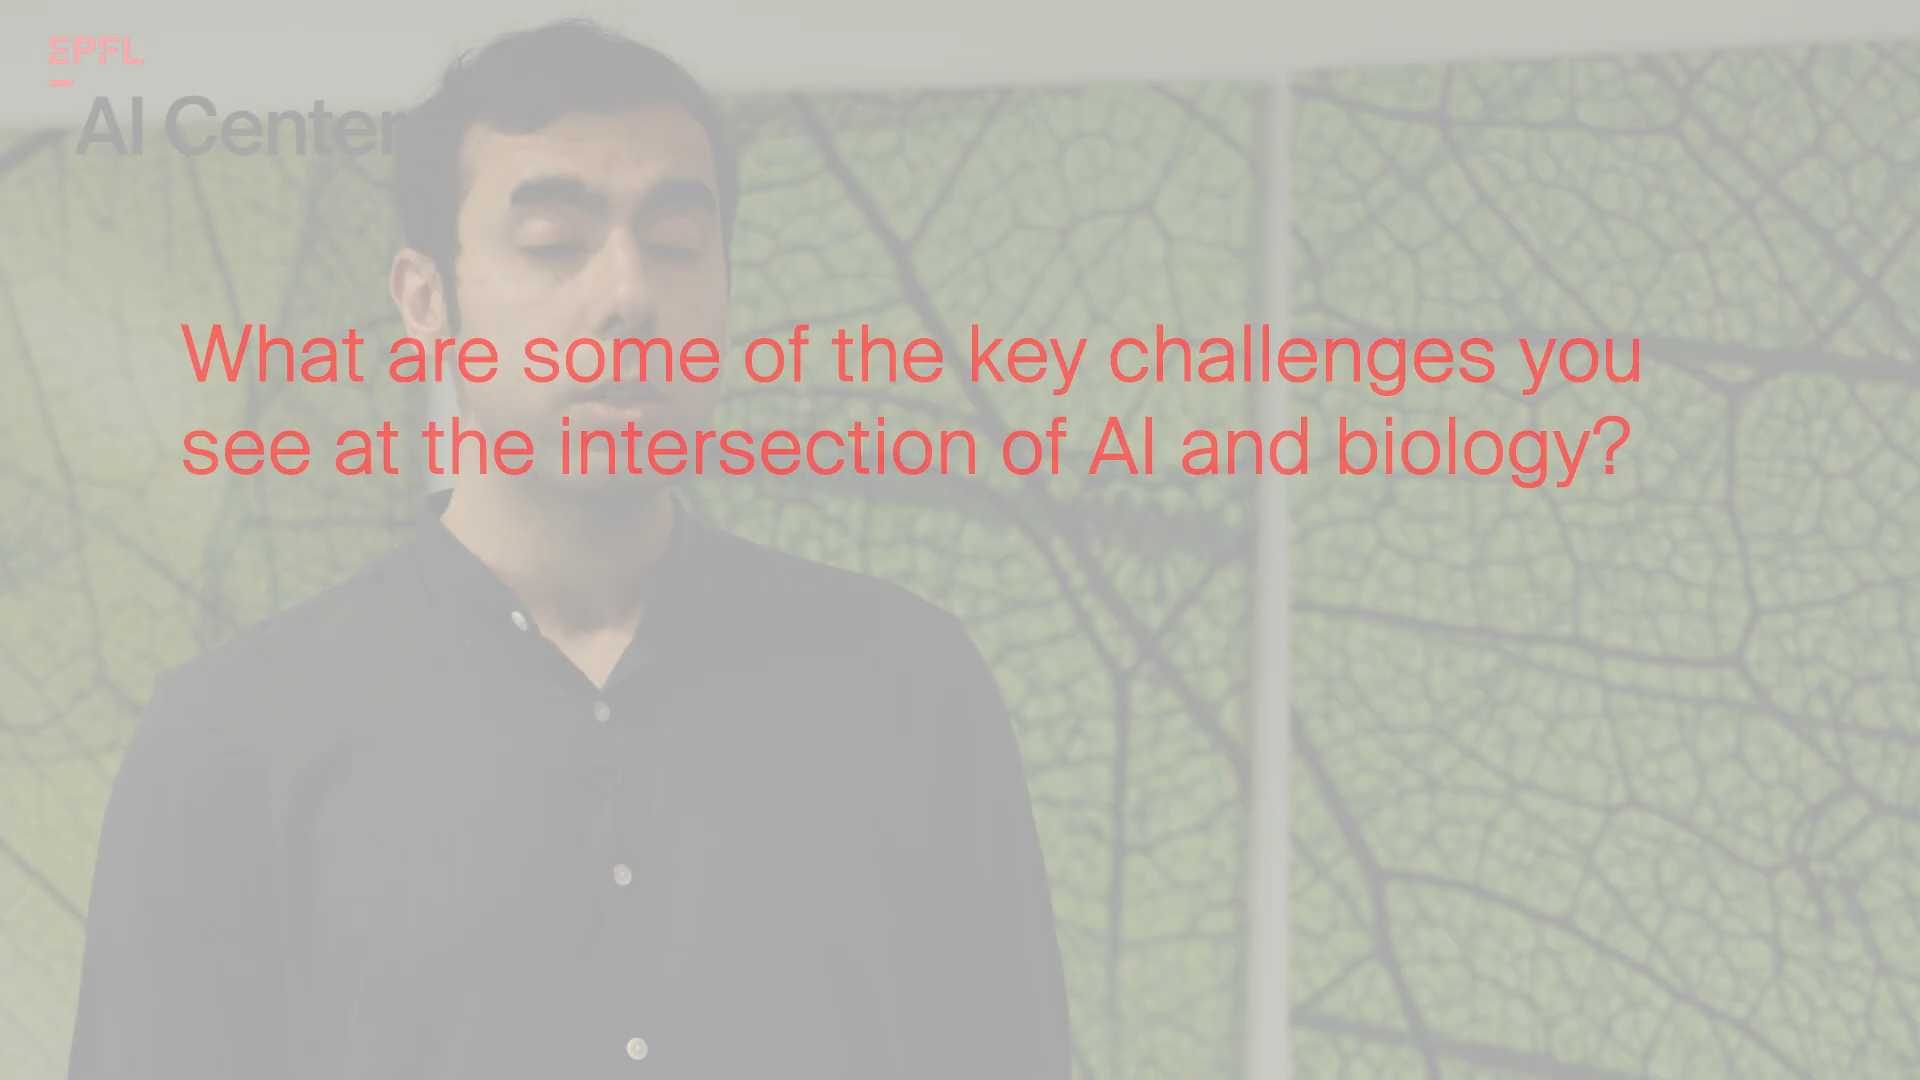 EPFL
AI Center
What are some of the key challenges you
see at the intersection of AI and biology?